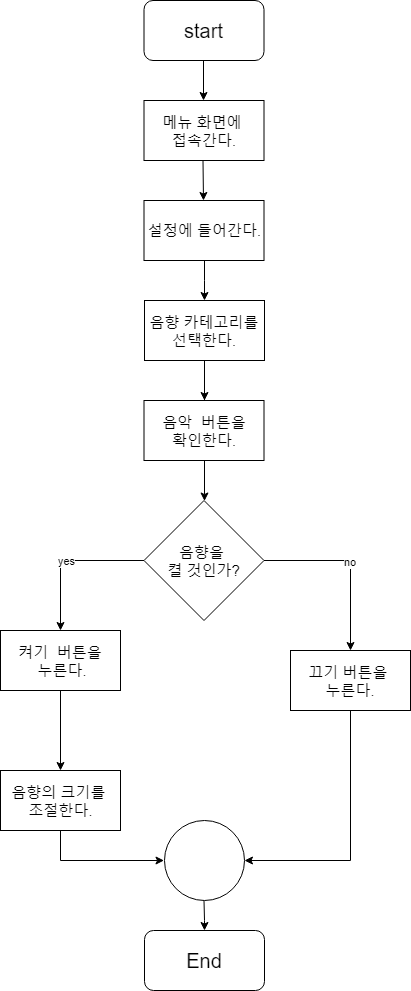 start
메뉴 화면에
접속간다.
설정에 들어간다.
음향 카테고리를
선택한다.
음악 버튼을
확인한다.
음향을
켤 것인가?
yes
no
켜기 버튼을
누른다.
끄기 버튼을
누른다.
음향의 크기를
조절한다.
End